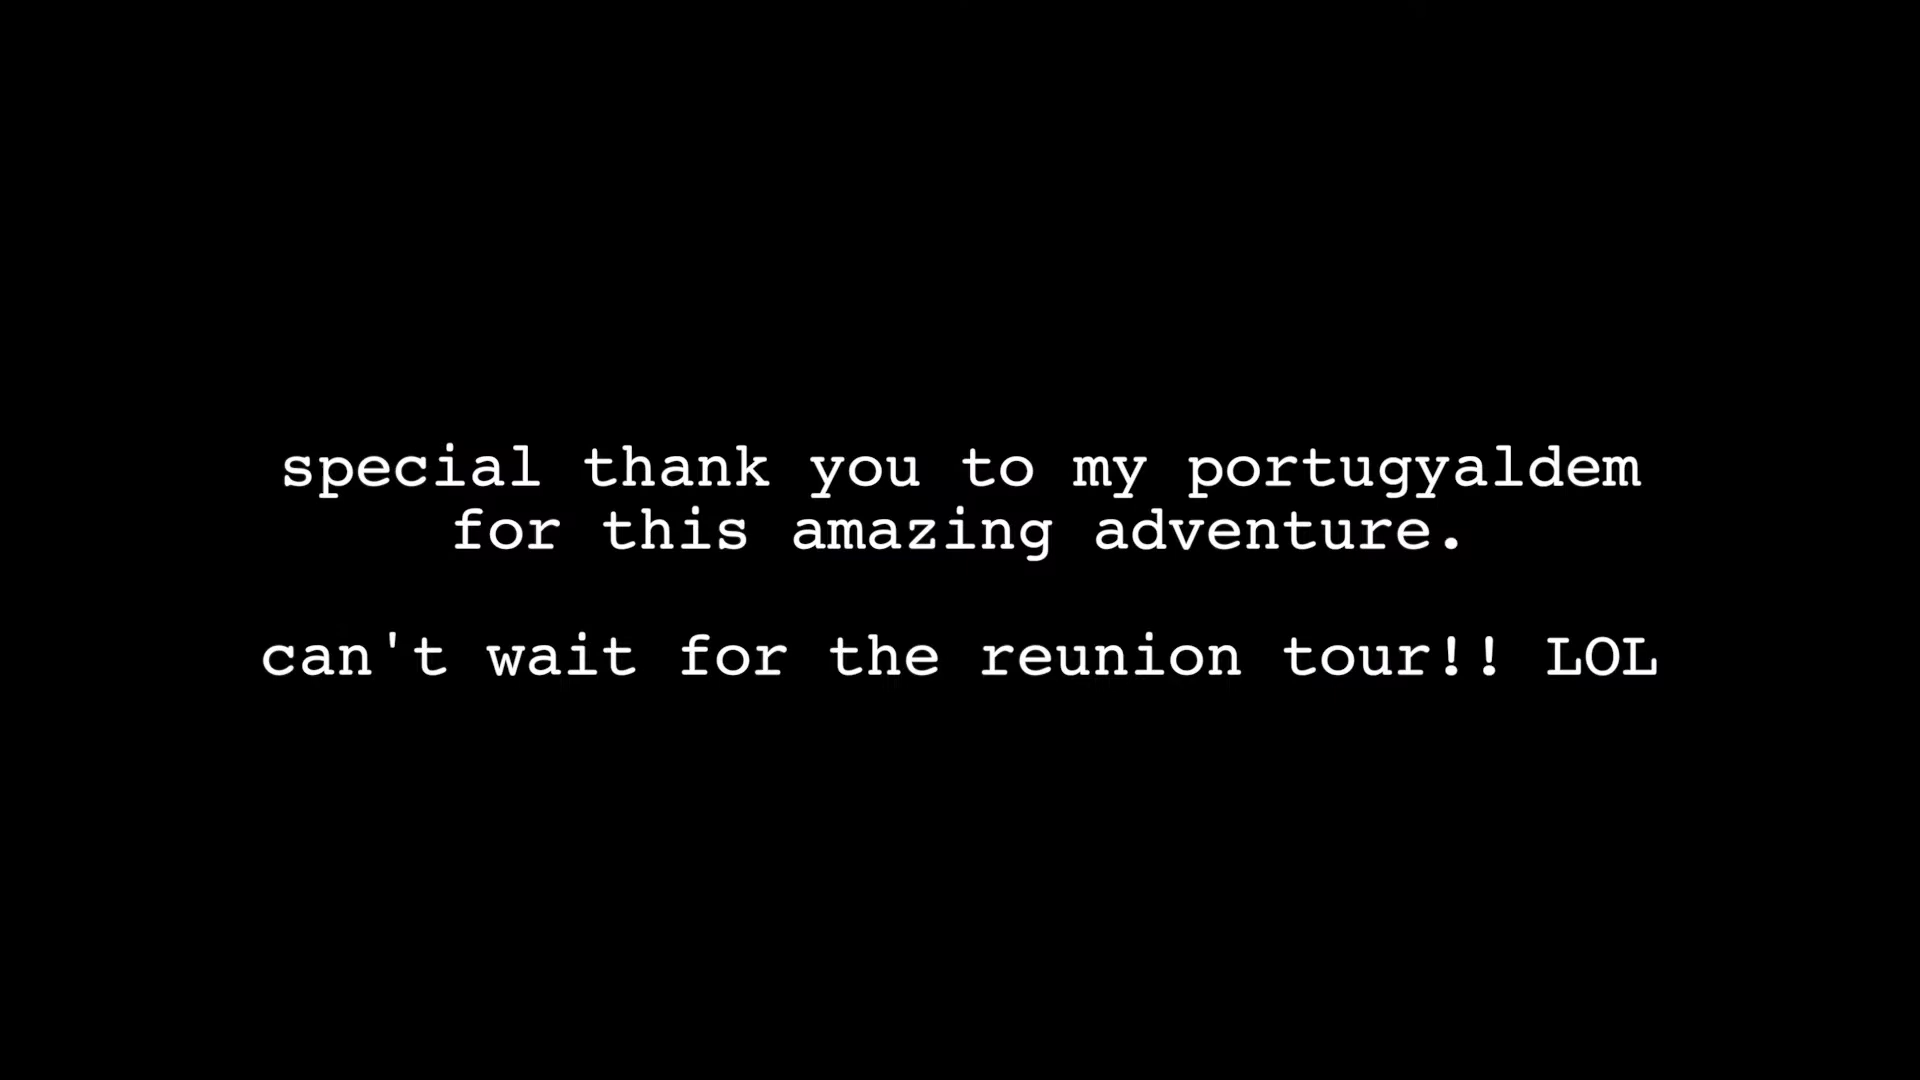 special thank you to my portugyaldem
for this amazing adventure.
can't wait for the reunion tour!! LOL